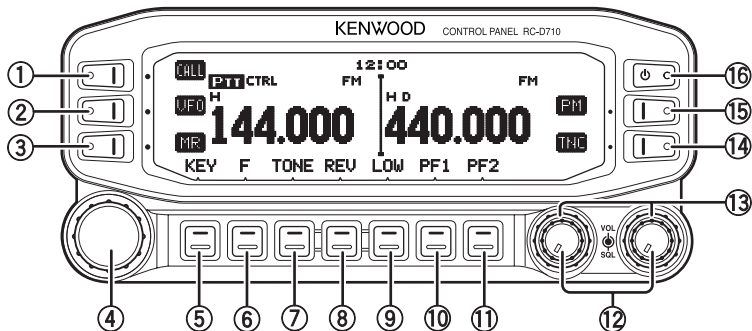 KENWOOD CONTROL PANEL RC-D710
12:00
CALL PTT CTRL FM FM
VFO H H D PM
MR 144.000 440.000 TNC
KEY F TONE REV LOW PF1 PF2
VOL
SQL
① ② ③ ④ ⑤ ⑥ ⑦ ⑧ ⑨ ⑩ ⑪ ⑫ ⑬ ⑭ ⑮ ⑯